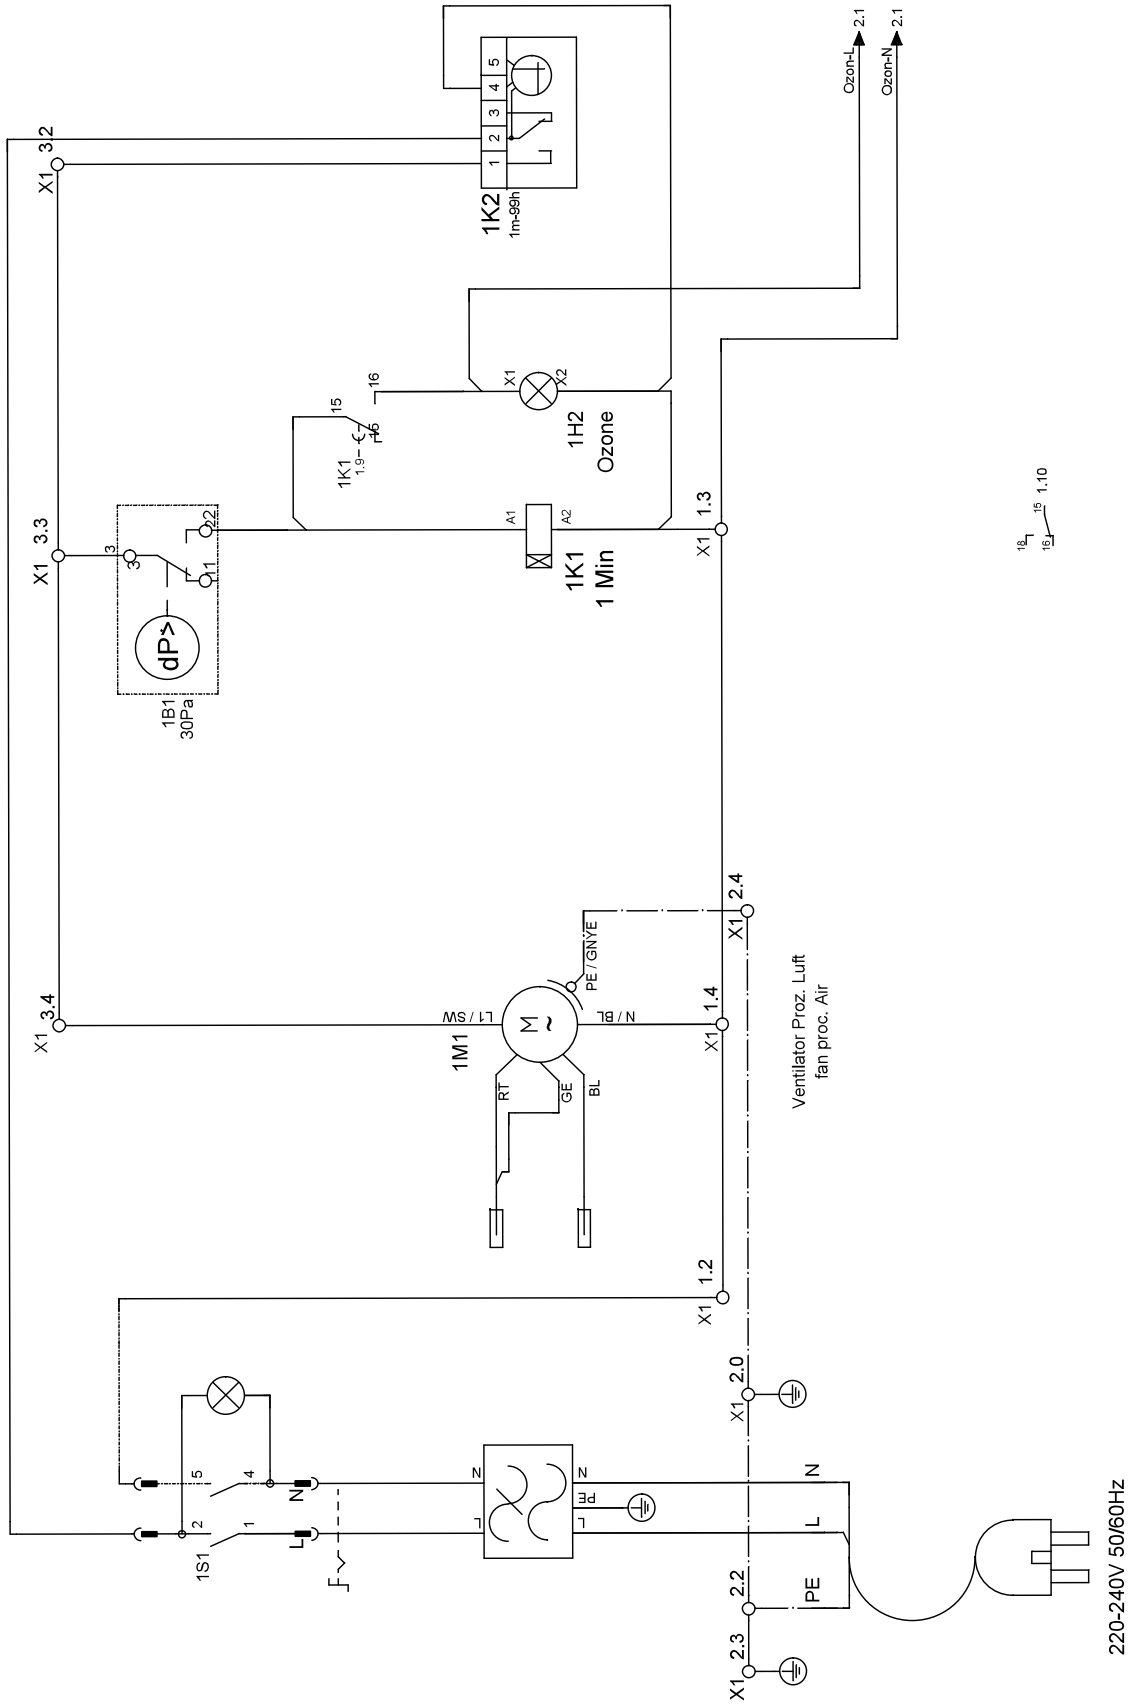 X1 2.3
2.2
PE
L
N
220-240V 50/60Hz
X1 2.0
1S1
2
1
5
4
L
N
L
N
L
PE
N
X1 1.2
X1 3.4
L1 / SW
1M1
M
~
RT
GE
BL
N / BL
PE / GNYE
X1 1.4
X1 2.4
Ventilator Proz. Luft
fan proc. Air
1B1
30Pa
dP>
X1 3.3
3
3
11
22
1K1
1 Min
A1
A2
X1 1.3
1K1
1.9
15
16
16
1H2
Ozone
X1
X2
X1 3.2
1K2
1m-99h
1
2
3
4
5
Ozon-L
2.1
Ozon-N
2.1
18
16
15
1.10